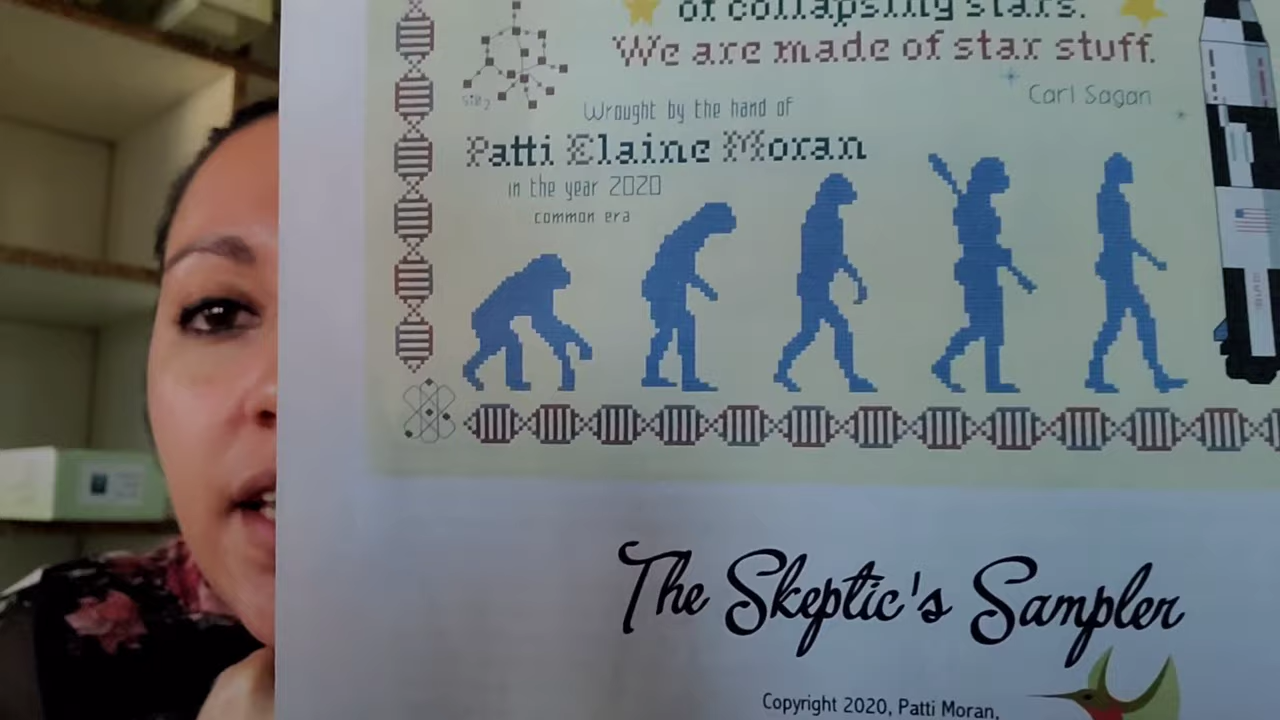 of collapsing stars.
We are made of star stuff.
Carl Sagan
Wrought by the hand of
Patti Elaine Moran
in the year 2020
common era
The Skeptic's Sampler
Copyright 2020, Patti Moran,